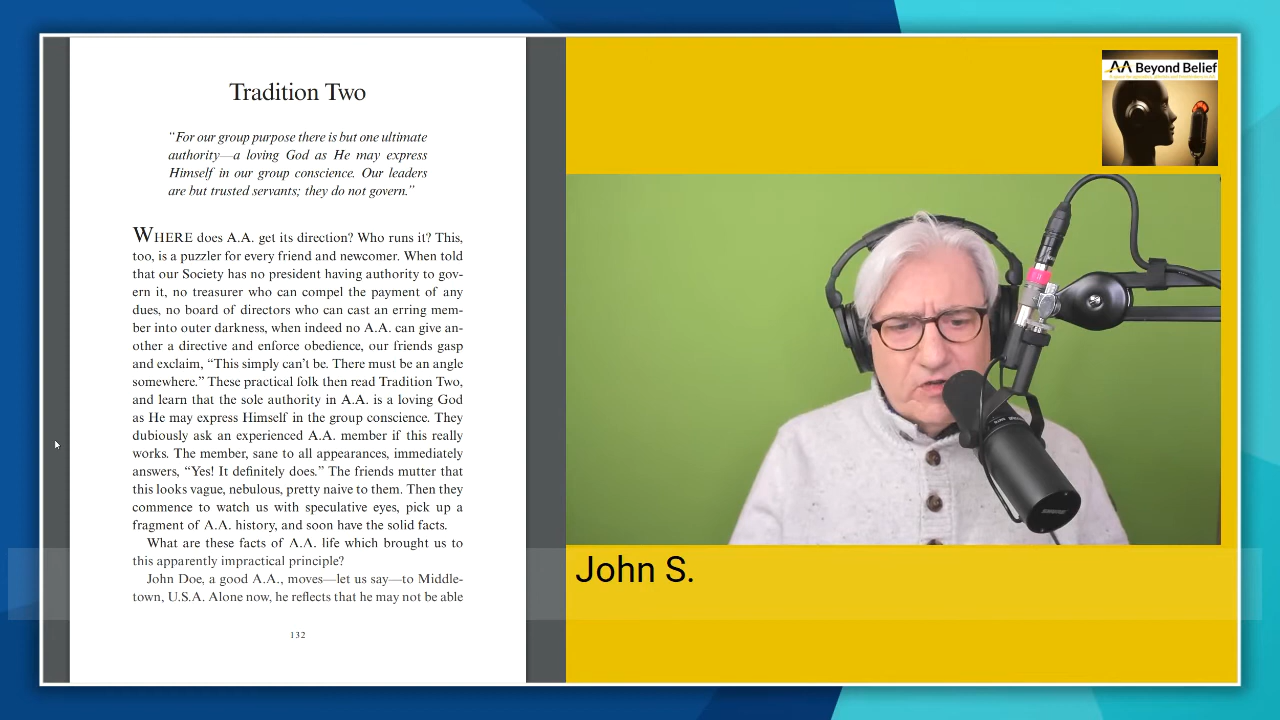 Tradition Two
“For our group purpose there is but one ultimate
authority—a loving God as He may express
Himself in our group conscience. Our leaders
are but trusted servants; they do not govern.”
WHERE does A.A. get its direction? Who runs it? This,
too, is a puzzler for every friend and newcomer. When told
that our Society has no president having authority to gov-
ern it, no treasurer who can compel the payment of any
dues, no board of directors who can cast an erring mem-
ber into outer darkness, when indeed no A.A. can give an-
other a directive and enforce obedience, our friends gasp
and exclaim, “This simply can’t be. There must be an angle
somewhere.” These practical folk then read Tradition Two,
and learn that the sole authority in A.A. is a loving God
as He may express Himself in the group conscience. They
dubiously ask an experienced A.A. member if this really
works. The member, sane to all appearances, immediately
answers, “Yes! It definitely does.” The friends mutter that
this looks vague, nebulous, pretty naive to them. Then they
commence to watch us with speculative eyes, pick up a
fragment of A.A. history, and soon have the solid facts.
What are these facts of A.A. life which brought us to
this apparently impractical principle?
John Doe, a good A.A., moves—let us say—to Middle-
town, U.S.A. Alone now, he reflects that he may not be able
132
AA Beyond Belief
John S.